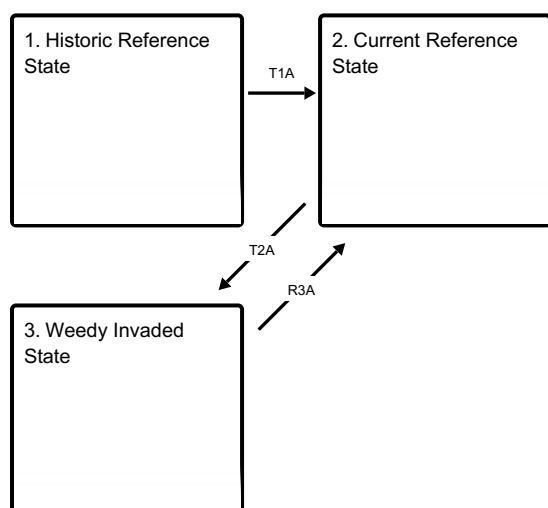 1. Historic Reference
State
T1A
2. Current Reference
State
T2A
R3A
3. Weedy Invaded
State